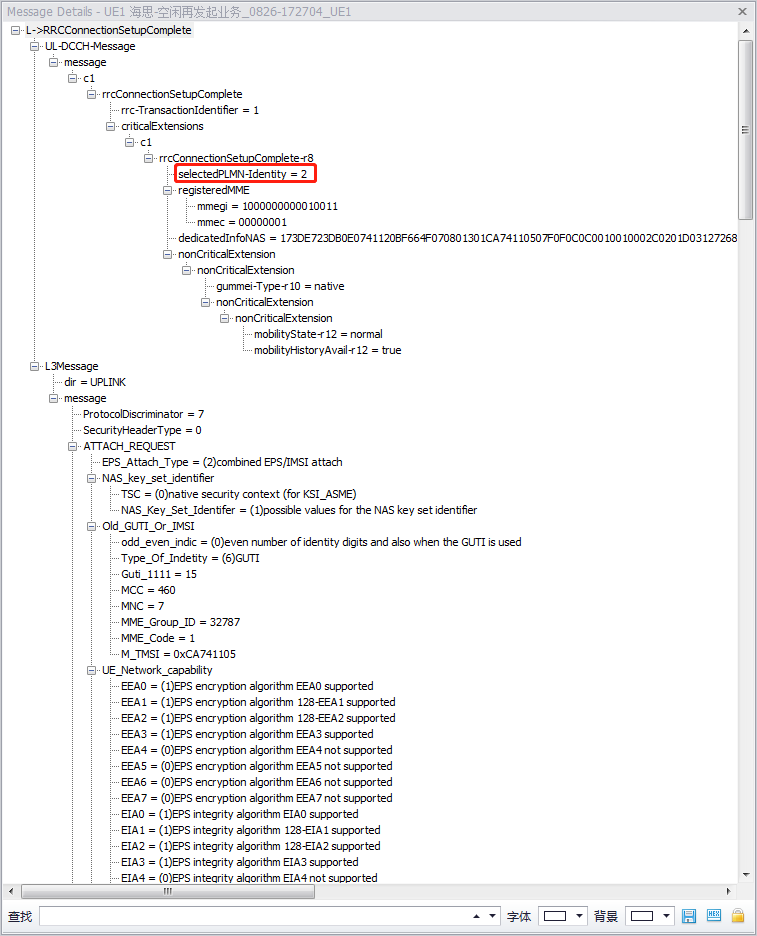 Message Details - UE1 海思-空闲再发起业务_0826-172704_UE1
L->RRCConnectionSetupComplete
UL-DCCH-Message
message
c1
rrcConnectionSetupComplete
rrc-TransactionIdentifier = 1
criticalExtensions
c1
rrcConnectionSetupComplete-r8
selectedPLMN-Identity = 2
registeredMME
mmegi = 1000000000010011
mmec = 00000001
dedicatedInfoNAS = 173DE723DB0E0741120BF664F070801301CA74110507F0F0C0C0010010002C0201D03127268
nonCriticalExtension
nonCriticalExtension
gummei-Type-r10 = native
nonCriticalExtension
nonCriticalExtension
mobilityState-r12 = normal
mobilityHistoryAvail-r12 = true
L3Message
dir = UPLINK
message
ProtocolDiscriminator = 7
SecurityHeaderType = 0
ATTACH_REQUEST
EPS_Attach_Type = (2)combined EPS/IMSI attach
NAS_key_set_identifier
TSC = (0)native security context (for KSI_ASME)
NAS_Key_Set_Identifer = (1)possible values for the NAS key set identifier
Old_GUTI_Or_IMSI
odd_even_indic = (0)even number of identity digits and also when the GUTI is used
Type_Of_Indetity = (6)GUTI
Guti_1111 = 15
MCC = 460
MNC = 7
MME_Group_ID = 32787
MME_Code = 1
M_TMSI = 0xCA741105
UE_Network_capability
EEA0 = (1)EPS encryption algorithm EEA0 supported
EEA1 = (1)EPS encryption algorithm 128-EEA1 supported
EEA2 = (1)EPS encryption algorithm 128-EEA2 supported
EEA3 = (1)EPS encryption algorithm EEA3 supported
EEA4 = (0)EPS encryption algorithm EEA4 not supported
EEA5 = (0)EPS encryption algorithm EEA5 not supported
EEA6 = (0)EPS encryption algorithm EEA6 not supported
EEA7 = (0)EPS encryption algorithm EEA7 not supported
EIA0 = (1)EPS integrity algorithm EIA0 supported
EIA1 = (1)EPS integrity algorithm 128-EIA1 supported
EIA2 = (1)EPS integrity algorithm 128-EIA2 supported
EIA3 = (1)EPS integrity algorithm EIA3 supported
EIA4 = (0)EPS integrity algorithm EIA4 not supported
查找 字体 背景 HEX